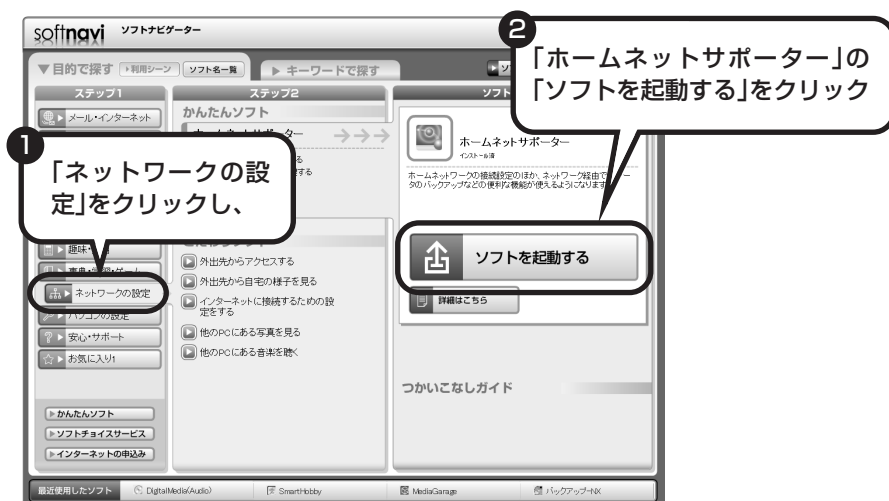 softnavi ソフトナビゲーター
▼目的で探す 利用シーン ソフト名一覧 ▶ キーワードで探す
ステップ1
ステップ2
メール・インターネット
かんたんソフト
趣味・
ネットワークの設定
パソコンの設定
安心・サポート
お気に入り1
かんたんソフト
ソフトチョイスサービス
インターネットの申込み
外出先からアクセスする
外出先から自宅の様子を見る
インターネットに接続するための設
定をする
他のPCにある写真を見る
他のPCにある音楽を聴く
ホームネットサポーター
インストール済
ホームネットワークの接続設定のほか、ネットワーク経由で
タのバックアップなどの便利な機能が使えるようになります
ソフトを起動する
詳細はこちら
つかいこなしガイド
最近使用したソフト DigitalMedia(Audio) SmartHobby MediaGarage バックアップ-NX
1
「ネットワークの設
定」をクリックし、
2
「ホームネットサポーター」の
「ソフトを起動する」をクリック